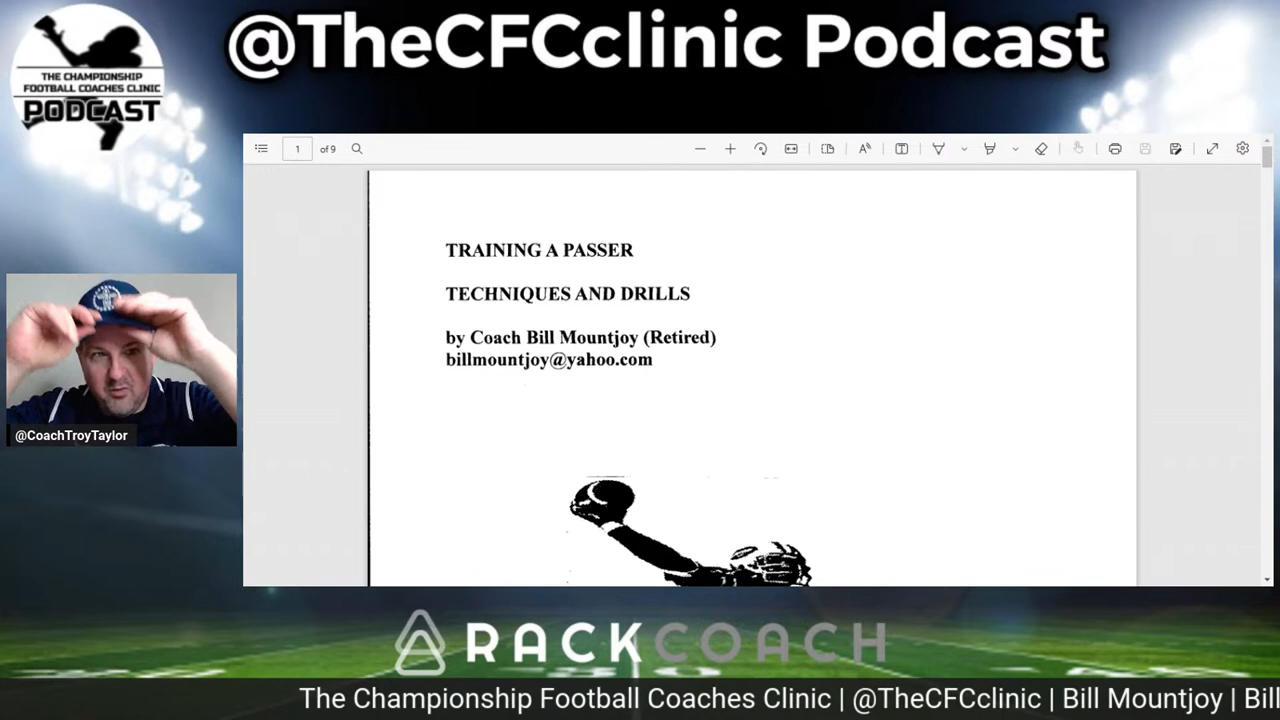 @TheCFCclinic Podcast
THE CHAMPIONSHIP
FOOTBALL COACHES CLINIC
PODCAST
1 of 9
TRAINING A PASSER
TECHNIQUES AND DRILLS
by Coach Bill Mountjoy (Retired)
billmountjoy@yahoo.com
@CoachTroyTaylor
RACKCOACH
The Championship Football Coaches Clinic | @TheCFCclinic | Bill Mountjoy | Bill